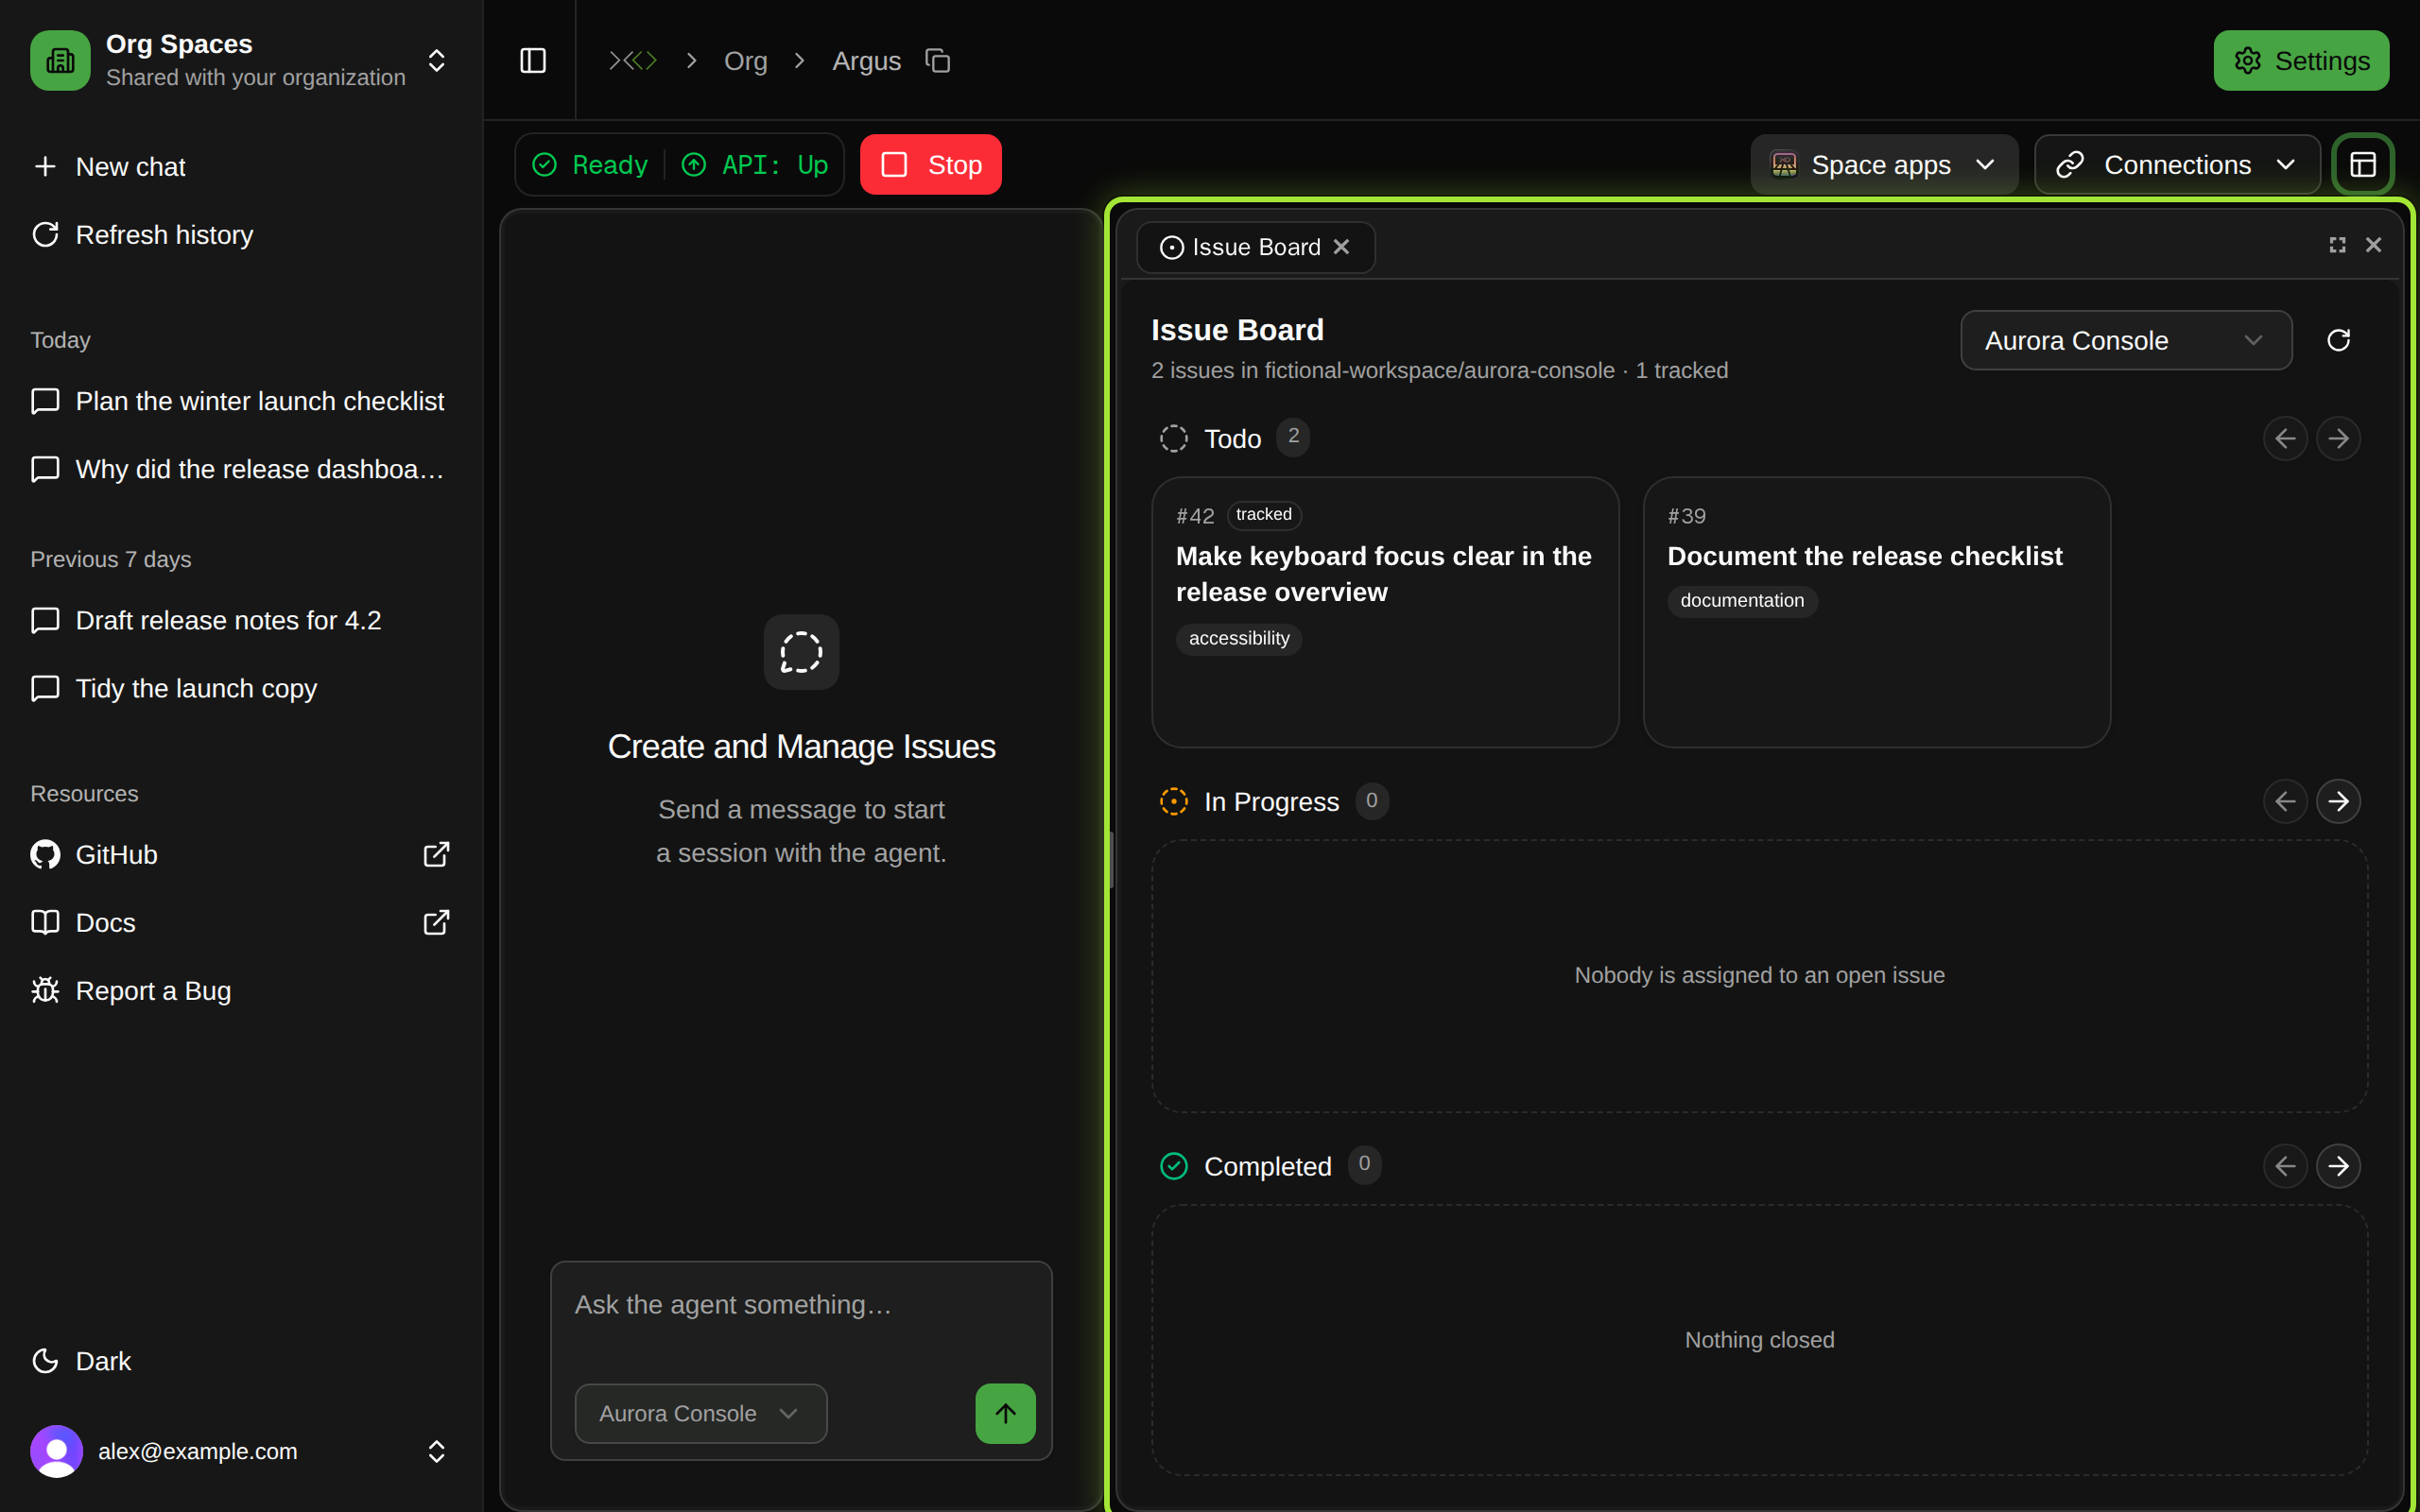 Org Spaces
Shared with your organization
New chat
Refresh history
Today
Plan the winter launch checklist
Why did the release dashboa…
Previous 7 days
Draft release notes for 4.2
Tidy the launch copy
Resources
GitHub
Docs
Report a Bug
Dark
alex@example.com
Org
Argus
Settings
Ready
API: Up
Stop
Space apps
Connections
Create and Manage Issues
Send a message to start
a session with the agent.
Ask the agent something…
Aurora Console
Issue Board
Issue Board
2 issues in fictional-workspace/aurora-console · 1 tracked
Aurora Console
Todo 2
#42 tracked
Make keyboard focus clear in the
release overview
accessibility
#39
Document the release checklist
documentation
In Progress 0
Nobody is assigned to an open issue
Completed 0
Nothing closed